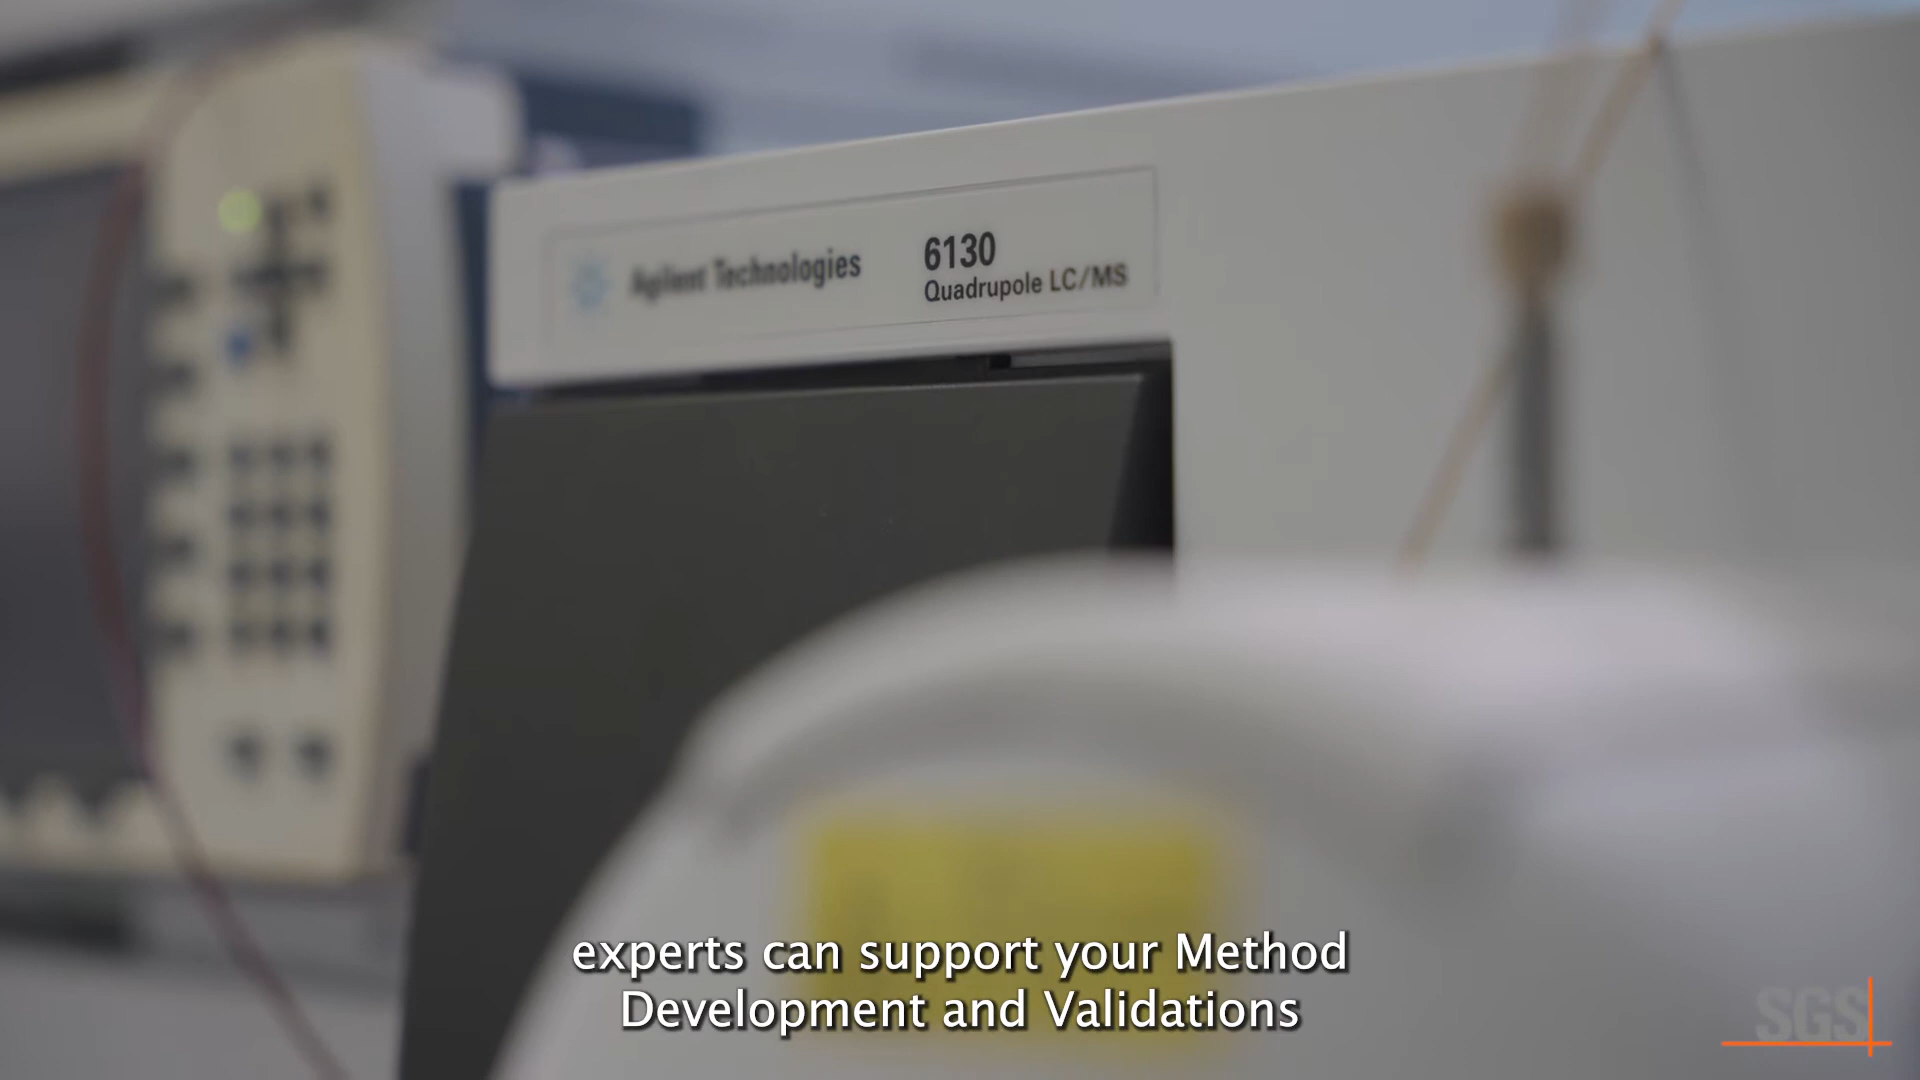 Agilent Technologies
6130
Quadrupole LC/MS
experts can support your Method
Development and Validations
SGS